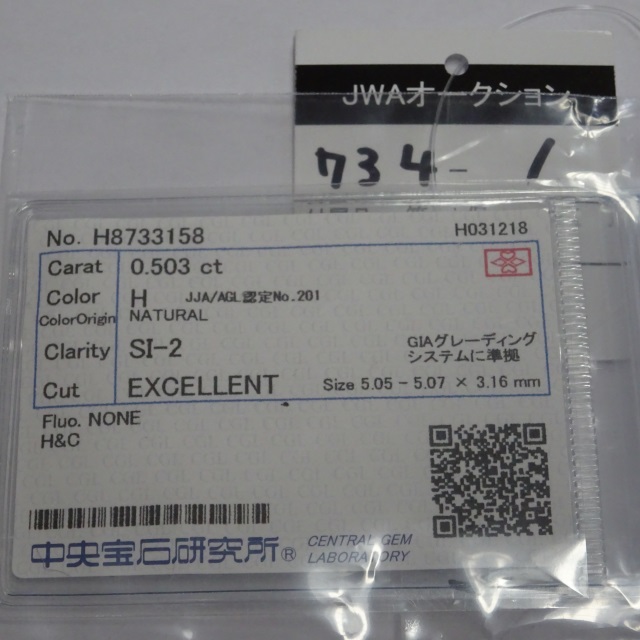 JWAオークション
734-1
No. H8733158 H031218
Carat 0.503 ct
Color H JJA/AGL認定No.201
ColorOrigin NATURAL
Clarity SI-2 GIAグレーディング
システムに準拠
Cut EXCELLENT Size 5.05 - 5.07 × 3.16 mm
Fluo. NONE
H&C
中央宝石研究所® CENTRAL GEM
LABORATORY